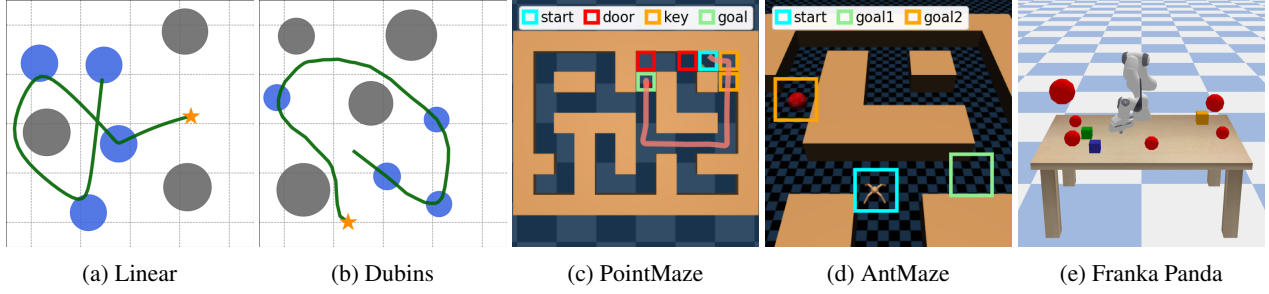 start door key goal
start goal1 goal2
(a) Linear
(b) Dubins
(c) PointMaze
(d) AntMaze
(e) Franka Panda